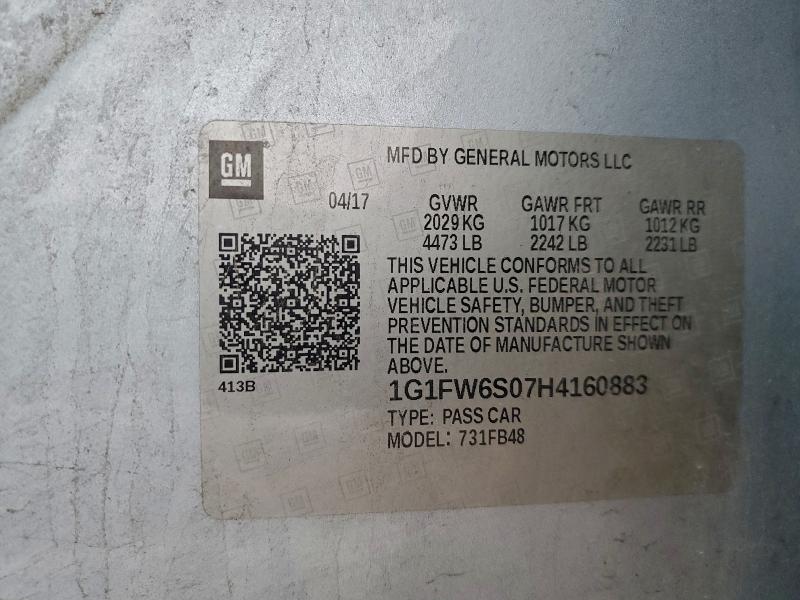 GM
MFD BY GENERAL MOTORS LLC
04/17
GVWR GAWR FRT GAWR RR
2029 KG 1017 KG 1012 KG
4473 LB 2242 LB 2231 LB
THIS VEHICLE CONFORMS TO ALL
APPLICABLE U.S. FEDERAL MOTOR
VEHICLE SAFETY, BUMPER, AND THEFT
PREVENTION STANDARDS IN EFFECT ON
THE DATE OF MANUFACTURE SHOWN
ABOVE.
413B
1G1FW6S07H4160883
TYPE: PASS CAR
MODEL: 731FB48